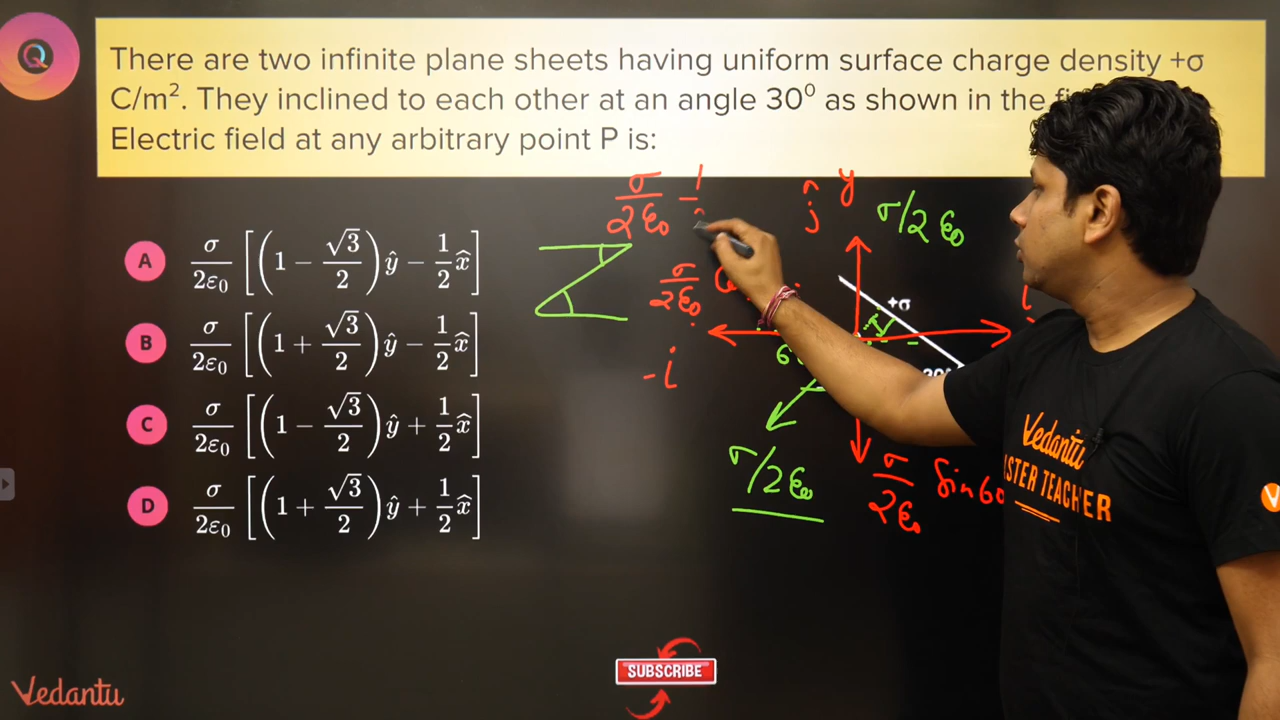 Q
There are two infinite plane sheets having uniform surface charge density +σ
C/m². They inclined to each other at an angle 30⁰ as shown in the
Electric field at any arbitrary point P is:
A σ/2ε₀ [(1 − √3/2) ŷ − 1/2 x̂]
B σ/2ε₀ [(1 + √3/2) ŷ − 1/2 x̂]
C σ/2ε₀ [(1 − √3/2) ŷ + 1/2 x̂]
D σ/2ε₀ [(1 + √3/2) ŷ + 1/2 x̂]
σ/2ε₀ 1
ĵ y
σ/2ε₀
σ/2ε₀
+σ
-i
σ/2ε₀
σ/2ε₀ Sin60
Vedantu
MASTER TEACHER
SUBSCRIBE
Vedantu